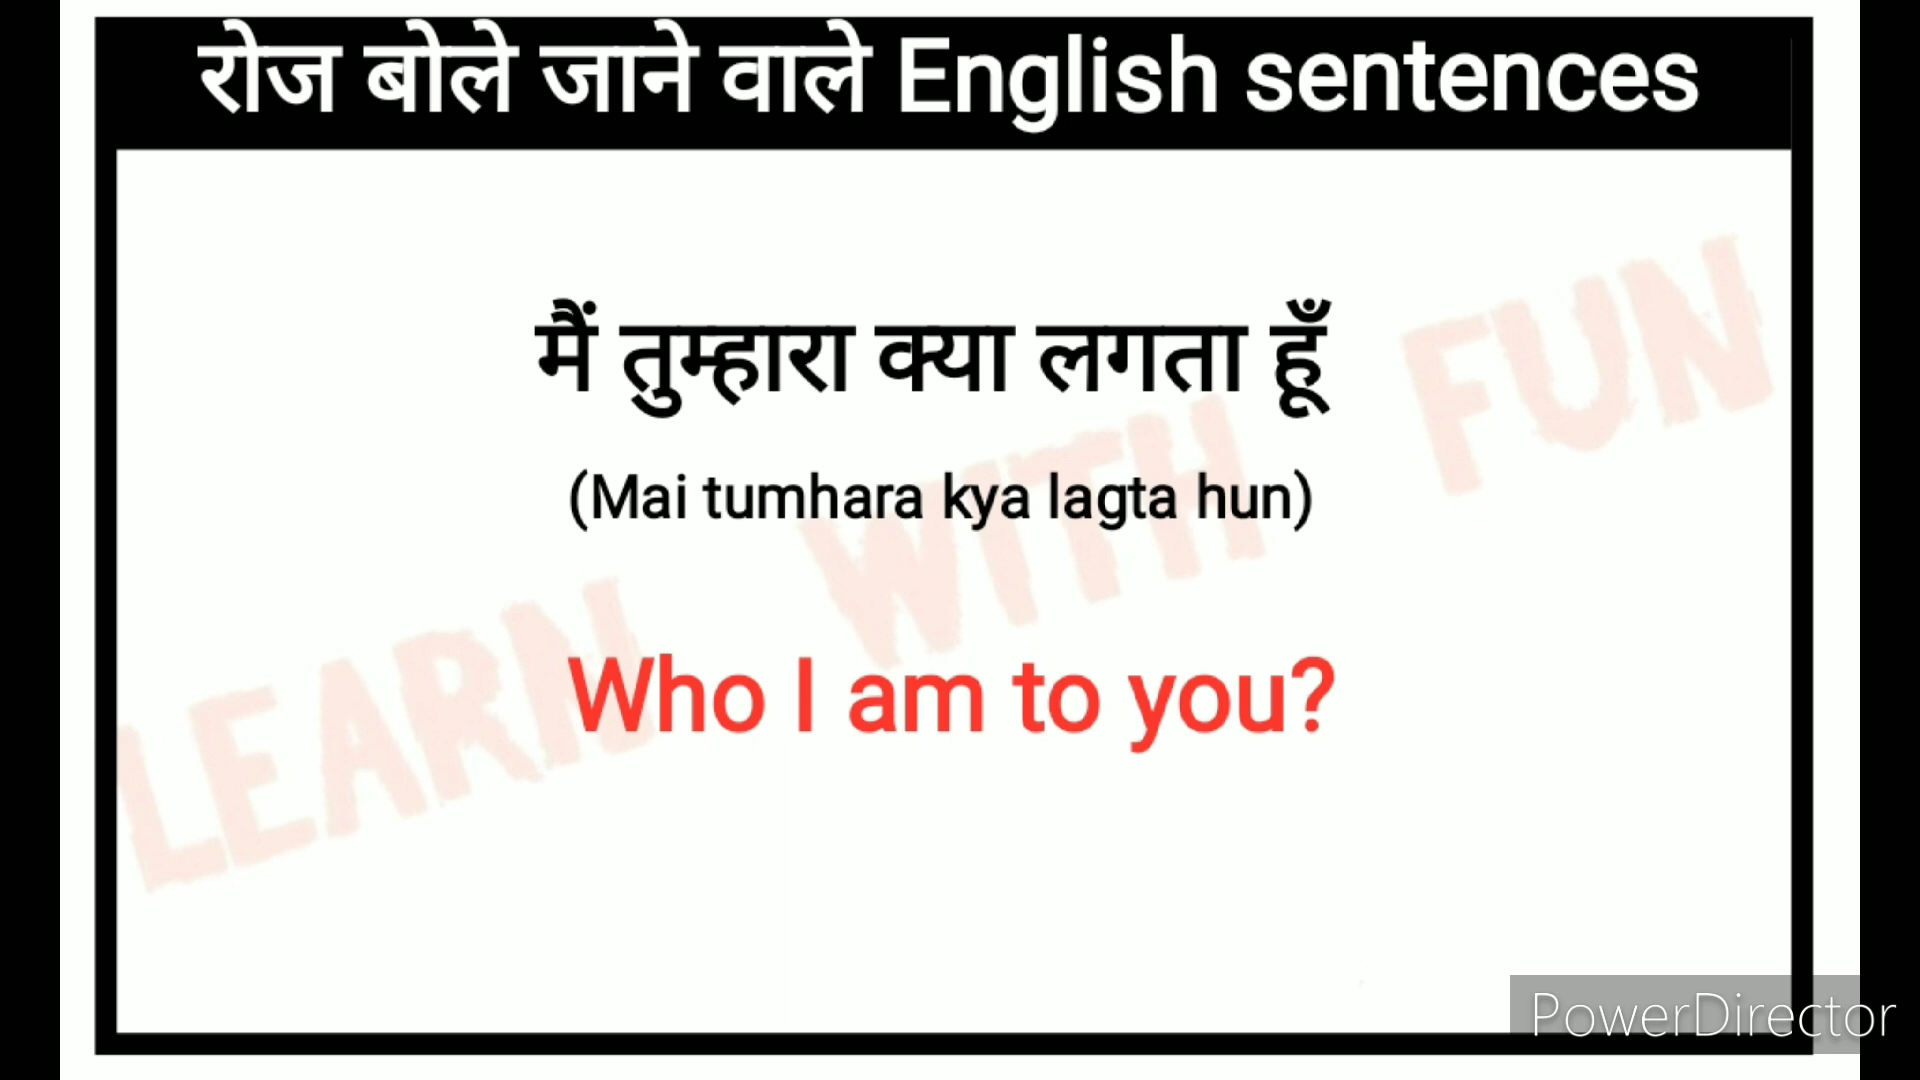 रोज बोले जाने वाले English sentences
मैं तुम्हारा क्या लगता हूँ
(Mai tumhara kya lagta hun)
Who I am to you?
LEARN WITH FUN
PowerDirector